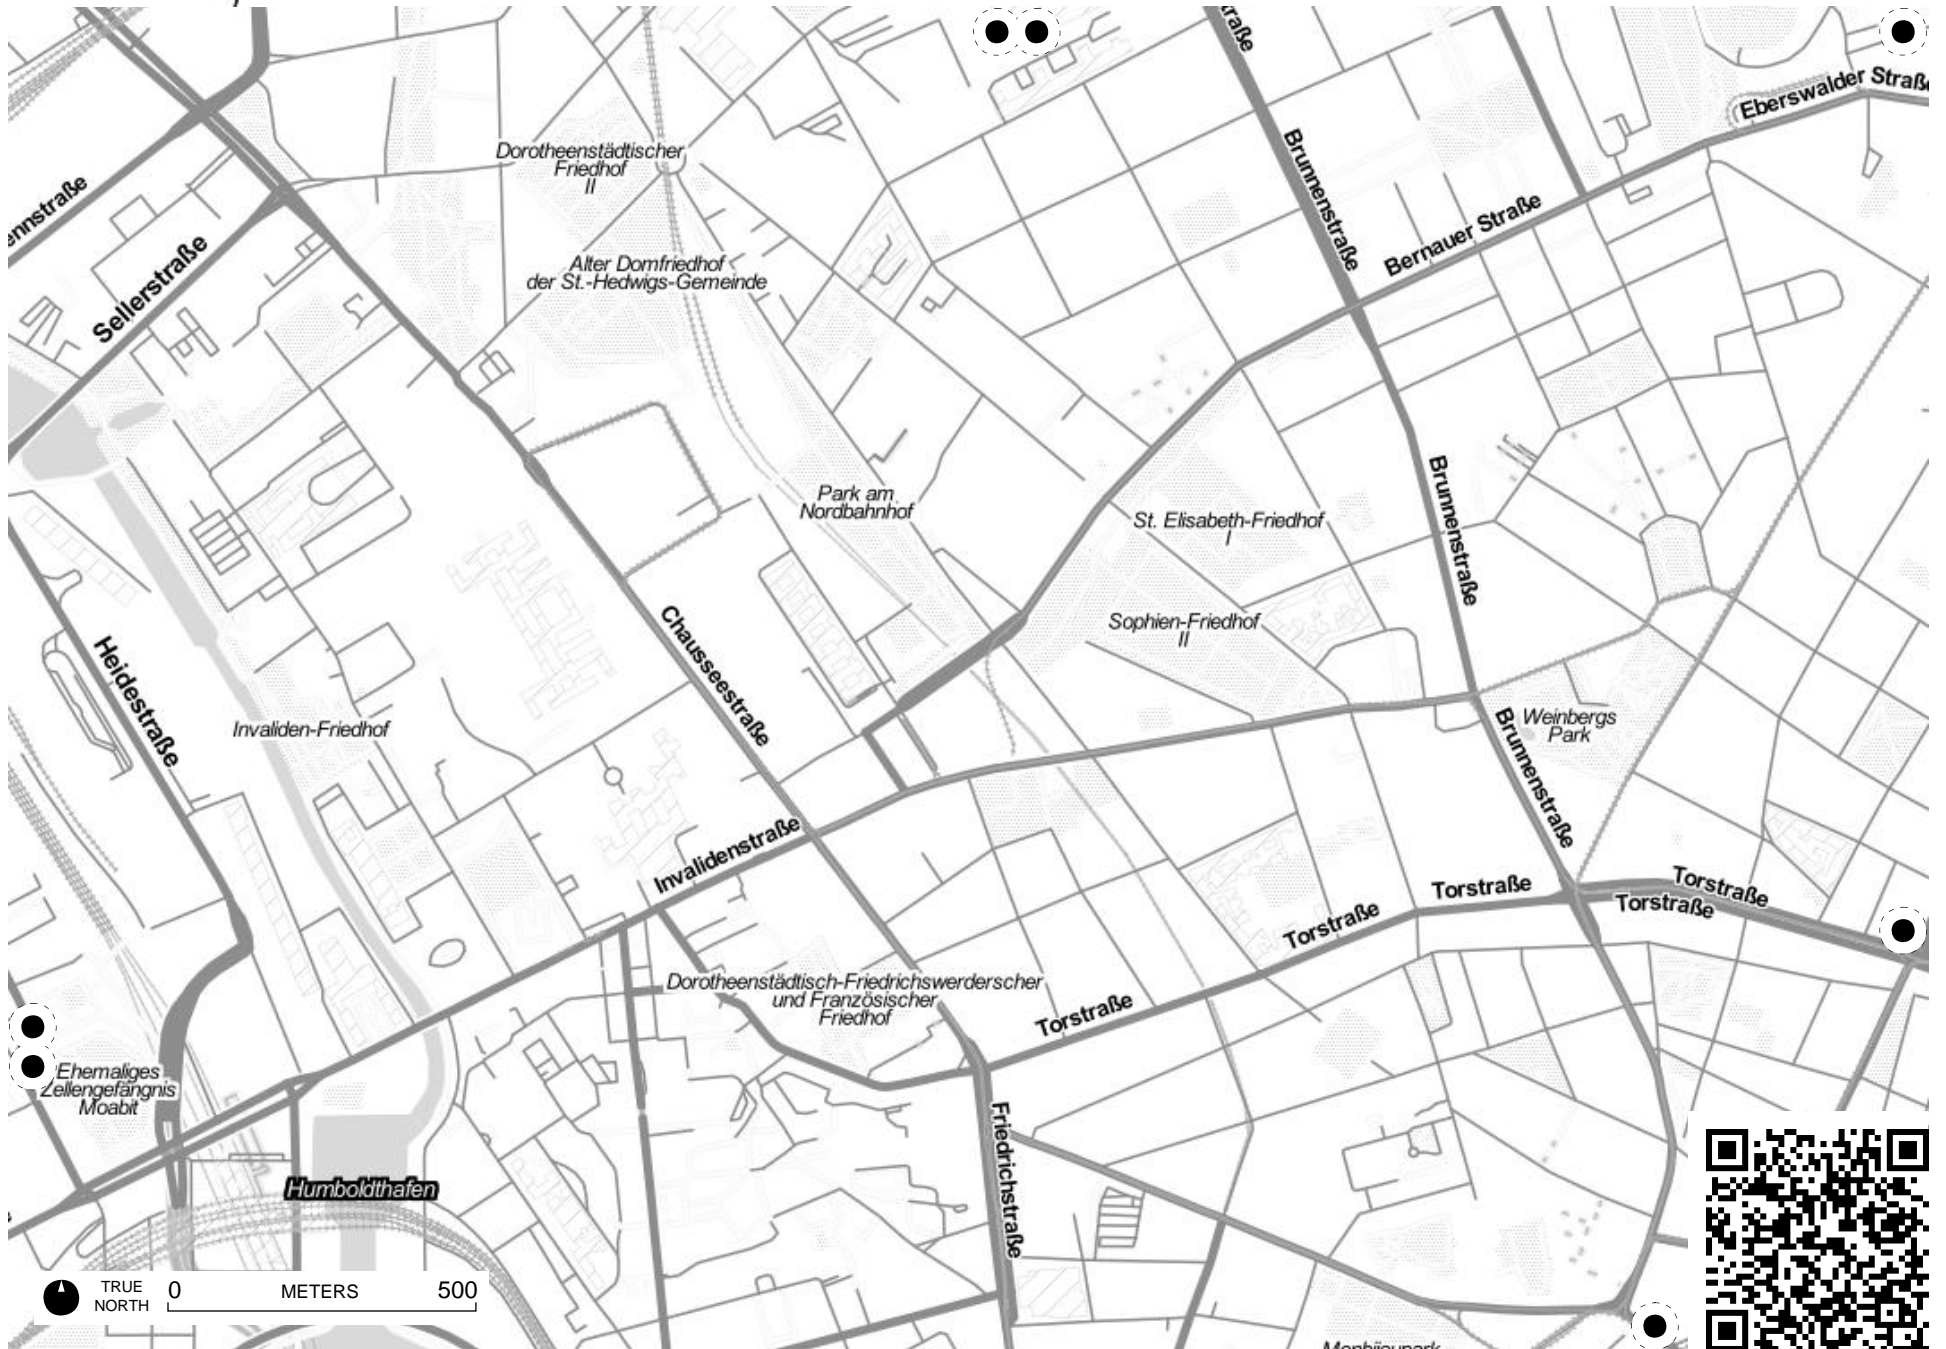 Eberswalder Straße
Brunnenstraße
Bernauer Straße
Dorotheenstädtischer
Friedhof
II
Sellerstraße
Alter Domfriedhof
der St.-Hedwigs-Gemeinde
Park am
Nordbahnhof
St. Elisabeth-Friedhof
I
Brunnenstraße
Sophien-Friedhof
II
Chausseestraße
Heidestraße
Invaliden-Friedhof
Weinbergs
Park
Brunnenstraße
Invalidenstraße
Torstraße
Torstraße
Torstraße
Torstraße
Dorotheenstädtisch-Friedrichswerderscher
und Französischer
Friedhof
Torstraße
Ehemaliges
Zellengefängnis
Moabit
Friedrichstraße
Humboldthafen
TRUE
NORTH
0 METERS 500